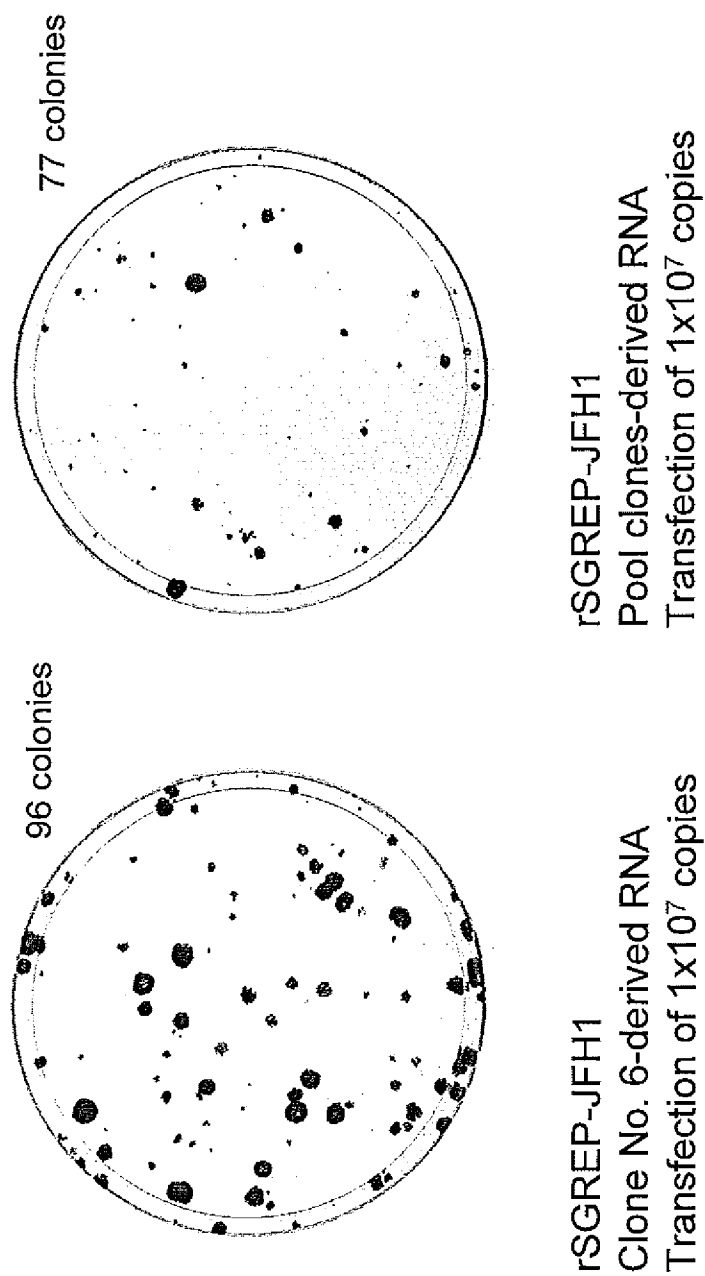 96 colonies
77 colonies
rSGREP-JFH1
Clone No. 6-derived RNA
Transfection of 1x10⁷ copies
rSGREP-JFH1
Pool clones-derived RNA
Transfection of 1x10⁷ copies